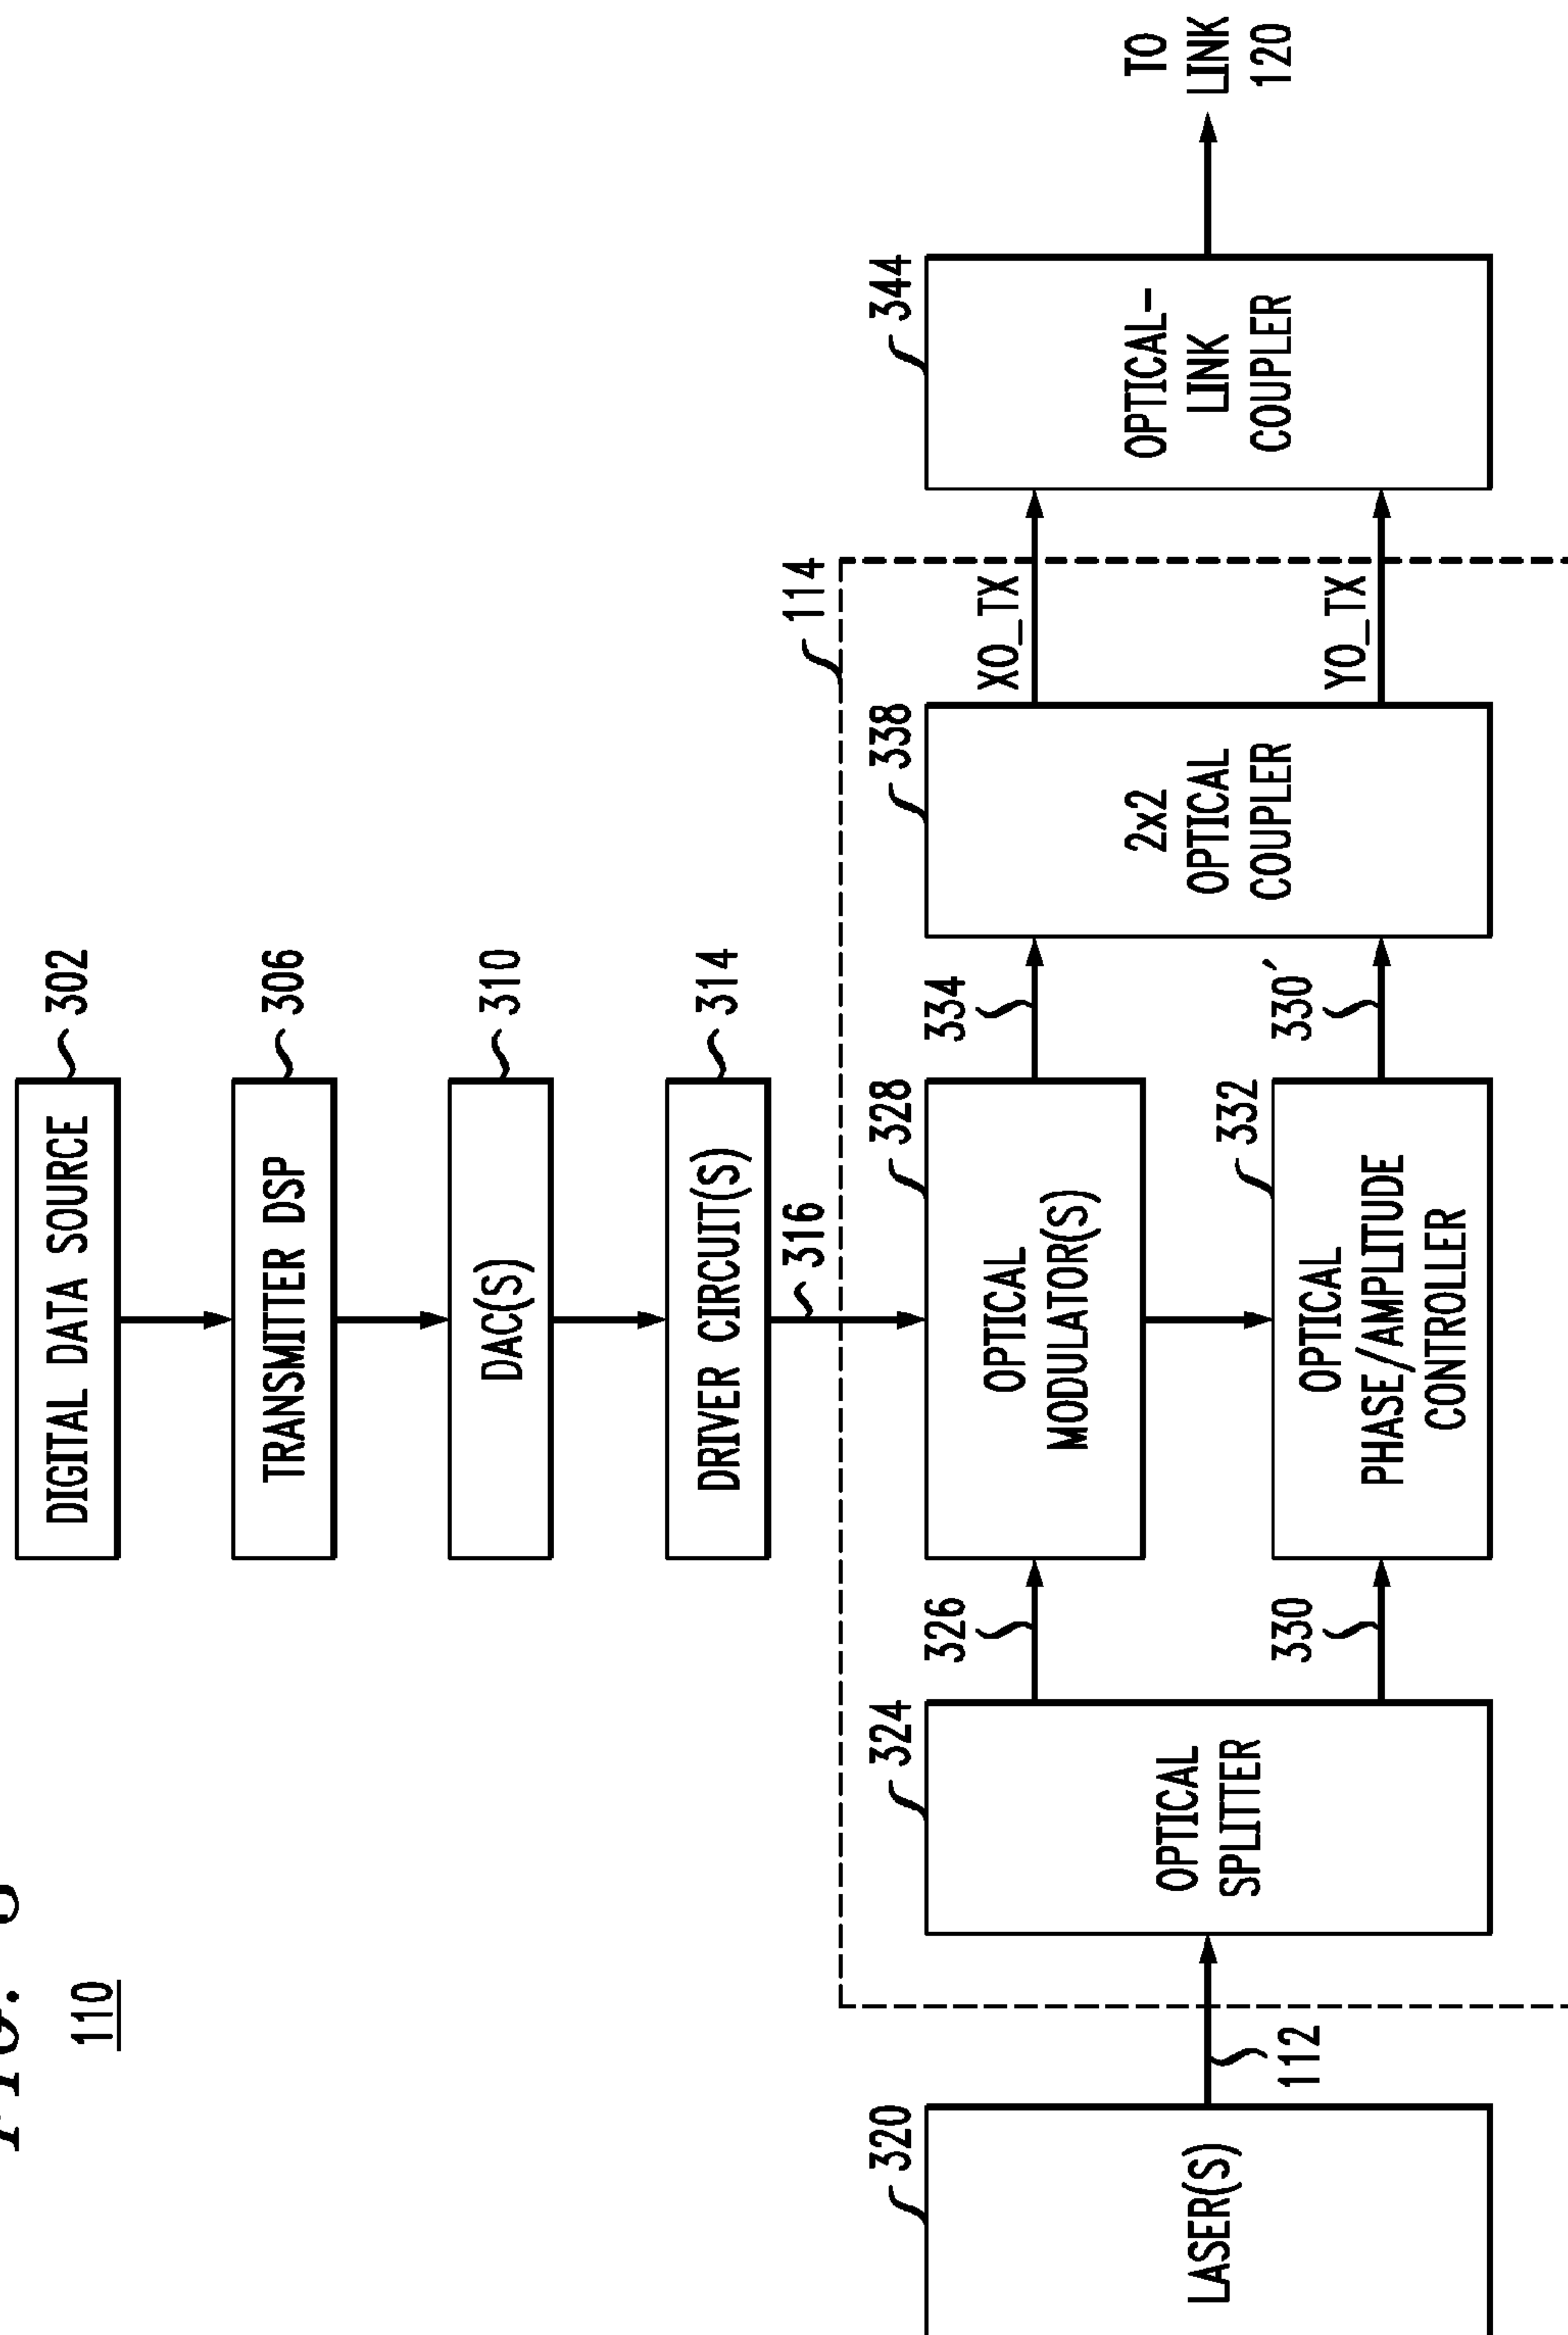 110
DIGITAL DATA SOURCE
302
TRANSMITTER DSP
306
DAC(S)
310
DRIVER CIRCUIT(S)
314
316
114
320
LASER(S)
112
324
OPTICAL
SPLITTER
326
330
328
OPTICAL
MODULATOR(S)
332
OPTICAL
PHASE/AMPLITUDE
CONTROLLER
334
330′
338
2x2
OPTICAL
COUPLER
XO_TX
YO_TX
344
OPTICAL-
LINK
COUPLER
TO
LINK
120